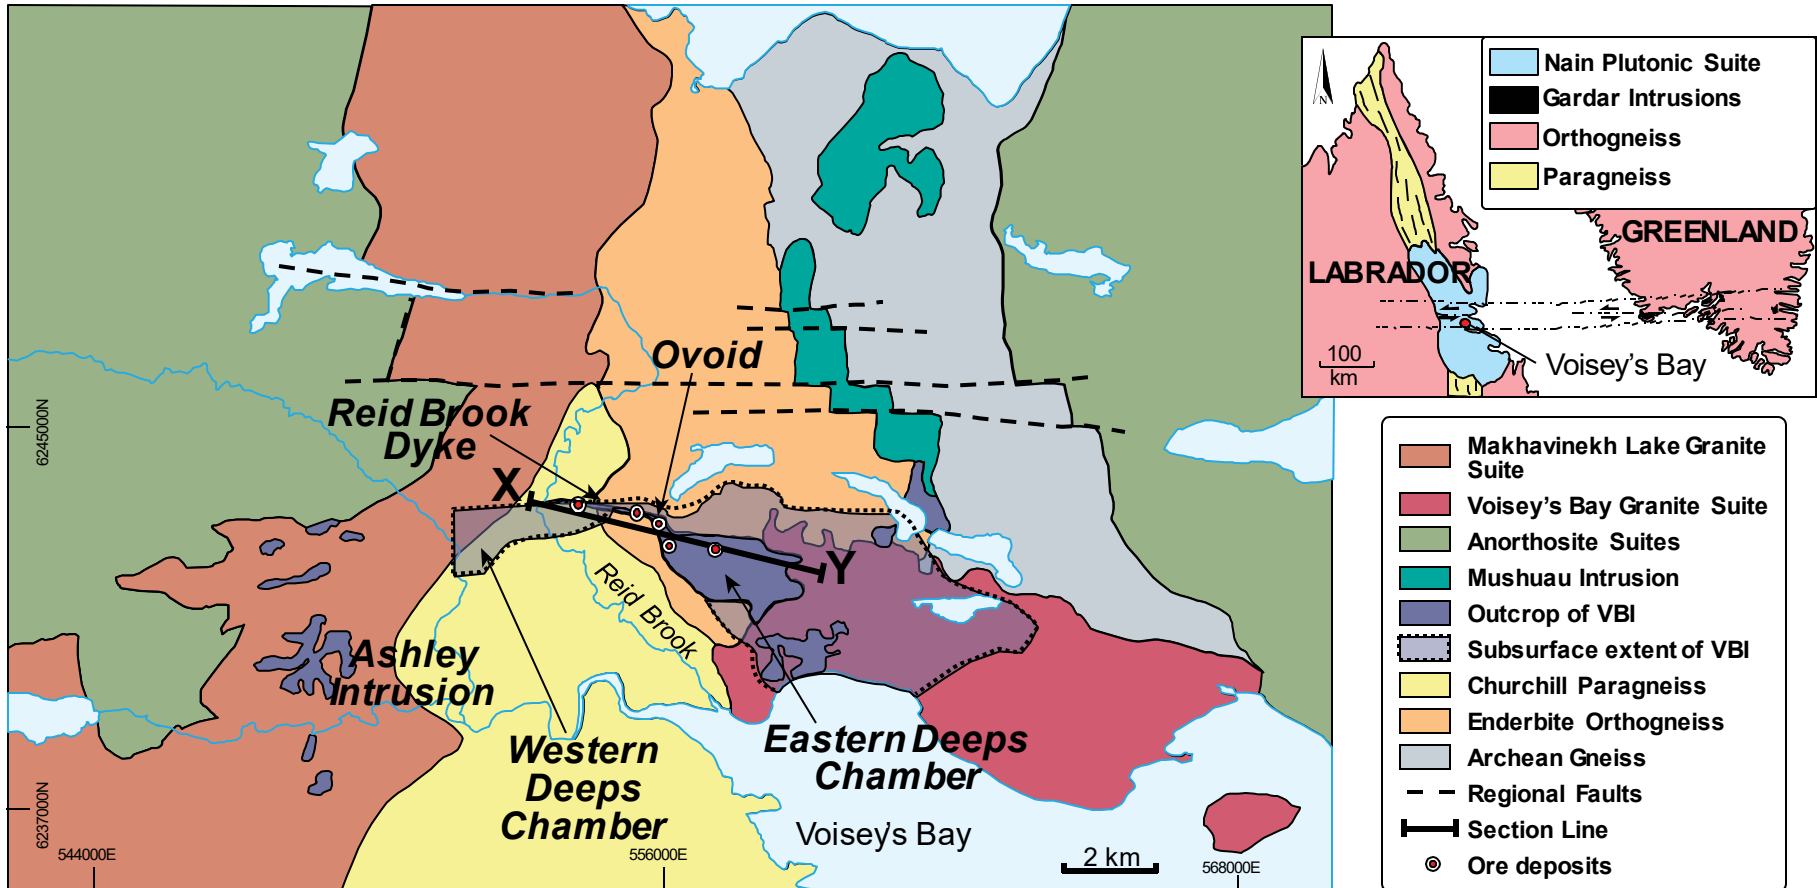 Nain Plutonic Suite
Gardar Intrusions
Orthogneiss
Paragneiss
N
GREENLAND
LABRADOR
100
km
Voisey's Bay
Ovoid
Reid Brook
Dyke
X
Y
Reid Brook
Ashley
Intrusion
Western
Deeps
Chamber
Eastern Deeps
Chamber
Voisey's Bay
2 km
6245000N
6237000N
544000E
556000E
568000E
Makhavinekh Lake Granite
Suite
Voisey's Bay Granite Suite
Anorthosite Suites
Mushuau Intrusion
Outcrop of VBI
Subsurface extent of VBI
Churchill Paragneiss
Enderbite Orthogneiss
Archean Gneiss
Regional Faults
Section Line
Ore deposits